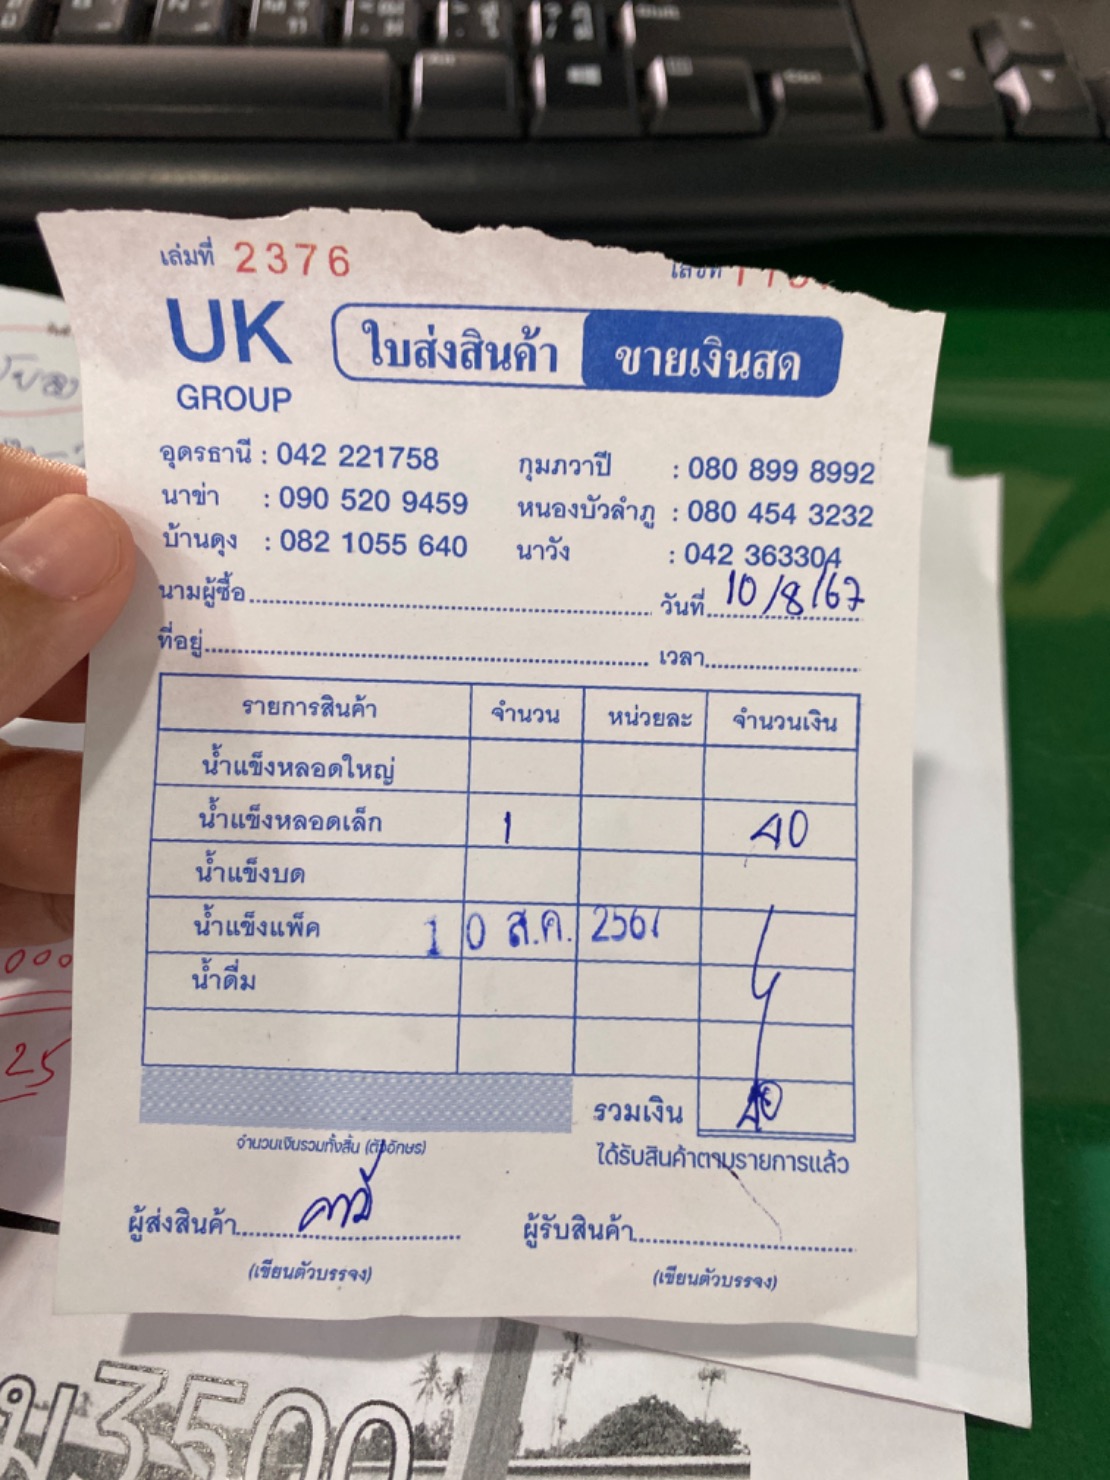 เล่มที่ 2376 เลขที่
UK GROUP
ใบส่งสินค้า ขายเงินสด
อุดรธานี : 042 221758 กุมภวาปี : 080 899 8992
นาข่า : 090 520 9459 หนองบัวลำภู : 080 454 3232
บ้านดุง : 082 1055 640 นาวัง : 042 363304
นามผู้ซื้อ วันที่ 10/8/67
ที่อยู่ เวลา
รายการสินค้า จำนวน หน่วยละ จำนวนเงิน
น้ำแข็งหลอดใหญ่
น้ำแข็งหลอดเล็ก 1 40
น้ำแข็งบด
น้ำแข็งแพ็ค 10 ส.ค. 2567
น้ำดื่ม
รวมเงิน 40
จำนวนเงินรวมทั้งสิ้น (ตัวอักษร) ได้รับสินค้าตามรายการแล้ว
ผู้ส่งสินค้า ผู้รับสินค้า
(เขียนตัวบรรจง) (เขียนตัวบรรจง)
25
3500